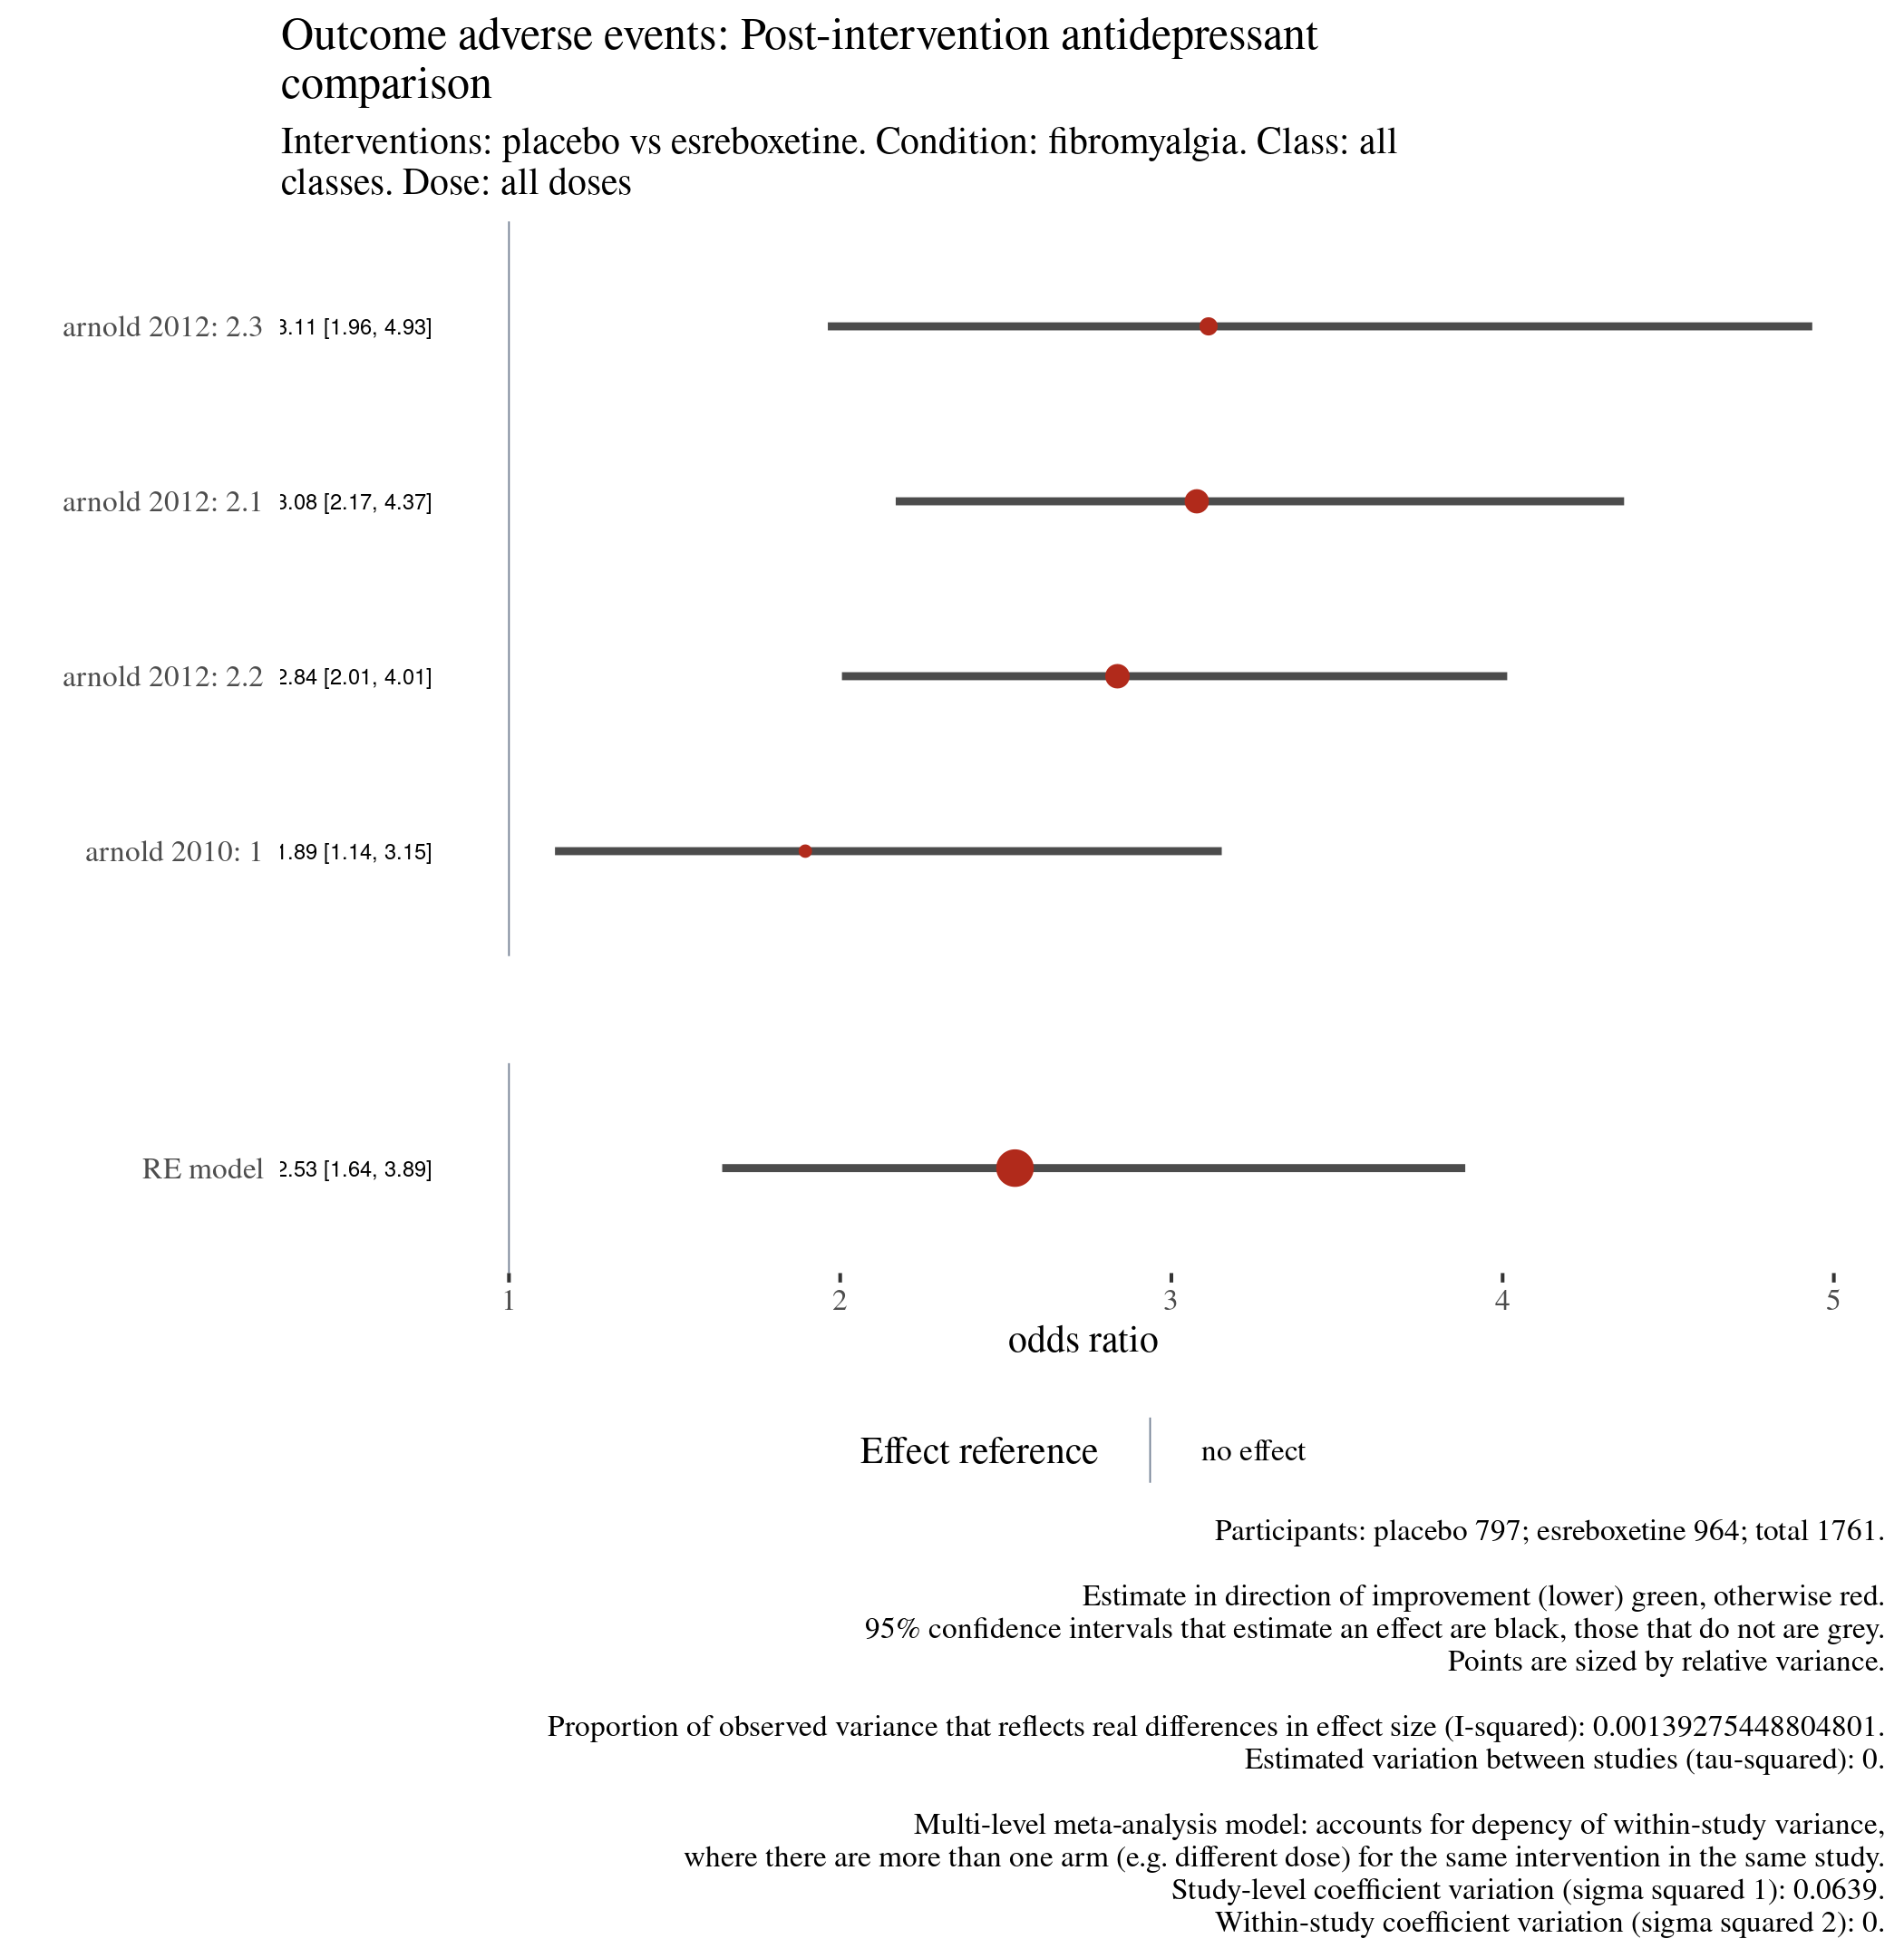 Outcome adverse events: Post-intervention antidepressant
comparison
Interventions: placebo vs esreboxetine. Condition: fibromyalgia. Class: all
classes. Dose: all doses
arnold 2012: 2.3 3.11 [1.96, 4.93]
arnold 2012: 2.1 3.08 [2.17, 4.37]
arnold 2012: 2.2 2.84 [2.01, 4.01]
arnold 2010: 1 1.89 [1.14, 3.15]
RE model 2.53 [1.64, 3.89]
1 2 3 4 5
odds ratio
Effect reference no effect
Participants: placebo 797; esreboxetine 964; total 1761.
Estimate in direction of improvement (lower) green, otherwise red.
95% confidence intervals that estimate an effect are black, those that do not are grey.
Points are sized by relative variance.
Proportion of observed variance that reflects real differences in effect size (I-squared): 0.00139275448804801.
Estimated variation between studies (tau-squared): 0.
Multi-level meta-analysis model: accounts for depency of within-study variance,
where there are more than one arm (e.g. different dose) for the same intervention in the same study.
Study-level coefficient variation (sigma squared 1): 0.0639.
Within-study coefficient variation (sigma squared 2): 0.